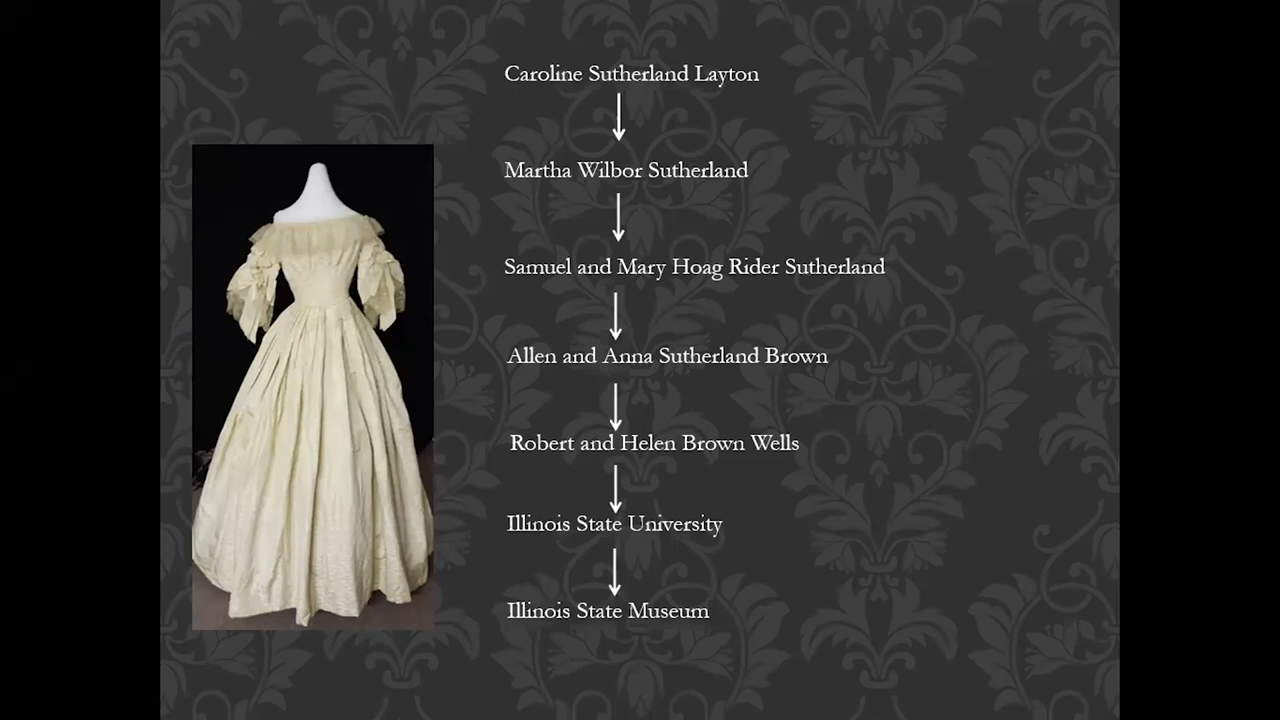 Caroline Sutherland Layton
Martha Wilbor Sutherland
Samuel and Mary Hoag Rider Sutherland
Allen and Anna Sutherland Brown
Robert and Helen Brown Wells
Illinois State University
Illinois State Museum